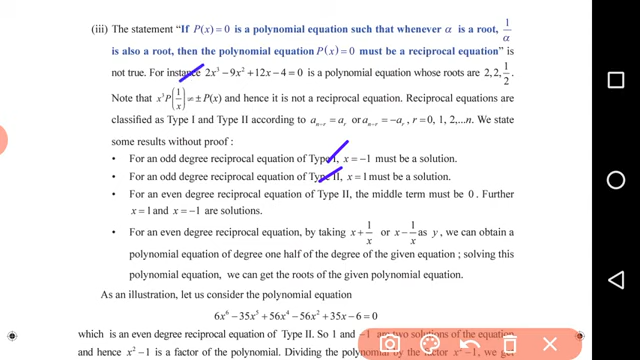 (iii) The statement "If P(x) = 0 is a polynomial equation such that whenever α is a root, 1/α
is also a root, then the polynomial equation P(x) = 0 must be a reciprocal equation" is
not true. For instance 2x³ − 9x² + 12x − 4 = 0 is a polynomial equation whose roots are 2, 2, 1/2.
Note that x³P(1/x) ≠ ±P(x) and hence it is not a reciprocal equation. Reciprocal equations are
classified as Type I and Type II according to aₙ₋ᵣ = aᵣ or aₙ₋ᵣ = −aᵣ, r = 0, 1, 2,...n. We state
some results without proof :
• For an odd degree reciprocal equation of Type I, x = −1 must be a solution.
• For an odd degree reciprocal equation of Type II, x = 1 must be a solution.
• For an even degree reciprocal equation of Type II, the middle term must be 0. Further
x = 1 and x = −1 are solutions.
• For an even degree reciprocal equation, by taking x + 1/x or x − 1/x as y, we can obtain a
polynomial equation of degree one half of the degree of the given equation ; solving this
polynomial equation, we can get the roots of the given polynomial equation.
As an illustration, let us consider the polynomial equation
6x⁶ − 35x⁵ + 56x⁴ − 56x² + 35x − 6 = 0
which is an even degree reciprocal equation of Type II. So 1 and −1 are two solutions of the equation
and hence x² − 1 is a factor of the polynomial. Dividing the polynomial by the factor x² − 1, we get